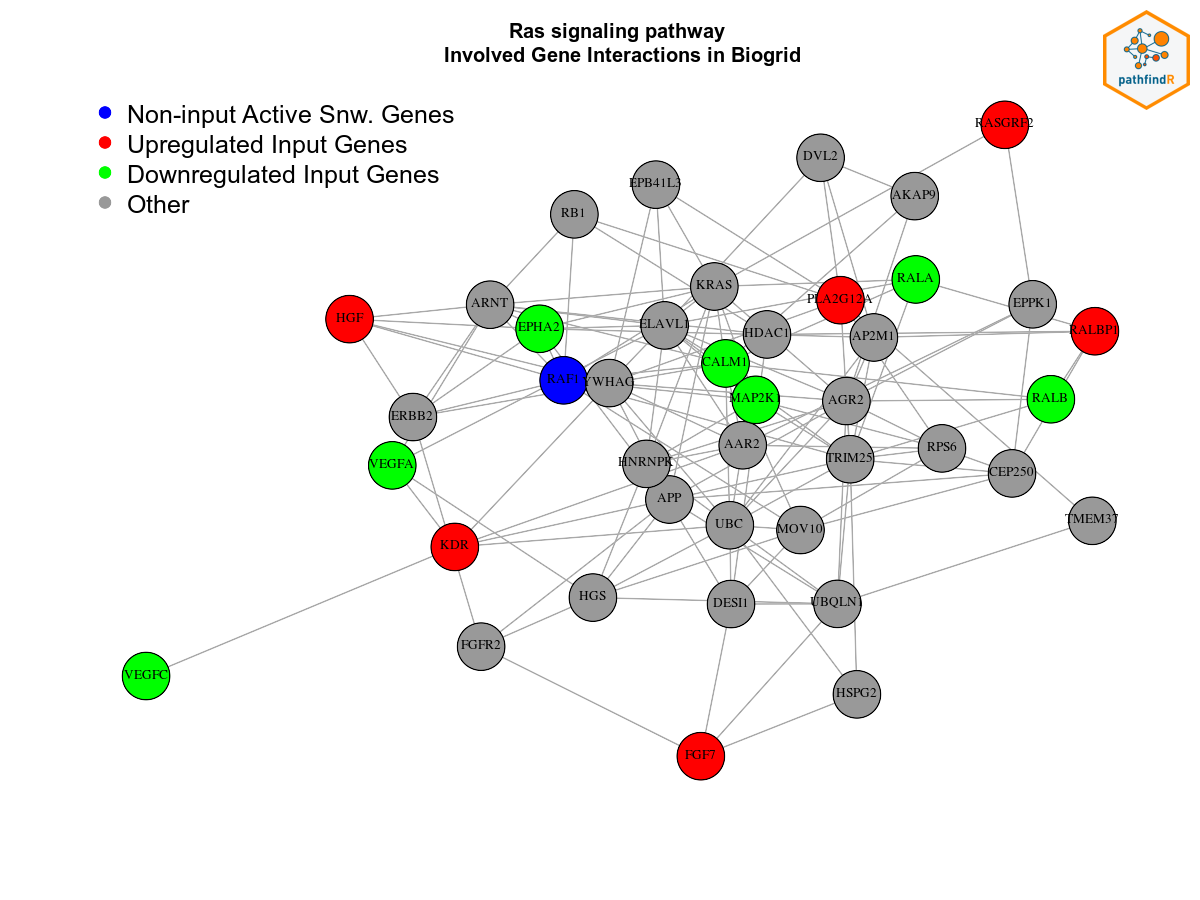 Ras signaling pathway
Involved Gene Interactions in Biogrid
pathfindR
Non-input Active Snw. Genes
Upregulated Input Genes
Downregulated Input Genes
Other
RASGRF2
DVL2
EPB41L3
AKAP9
RB1
RALA
KRAS
PLA2G12A
ARNT
EPPK1
HGF
EPHA2
ELAVL1
HDAC1
AP2M1
RALBP1
CALM1
RAF1
YWHAG
MAP2K1
AGR2
RALB
ERBB2
AAR2
RPS6
VEGFA
HNRNPK
TRIM25
CEP250
APP
UBC
MOV10
TMEM37
KDR
HGS
DESI1
UBQLN1
FGFR2
VEGFC
HSPG2
FGF7